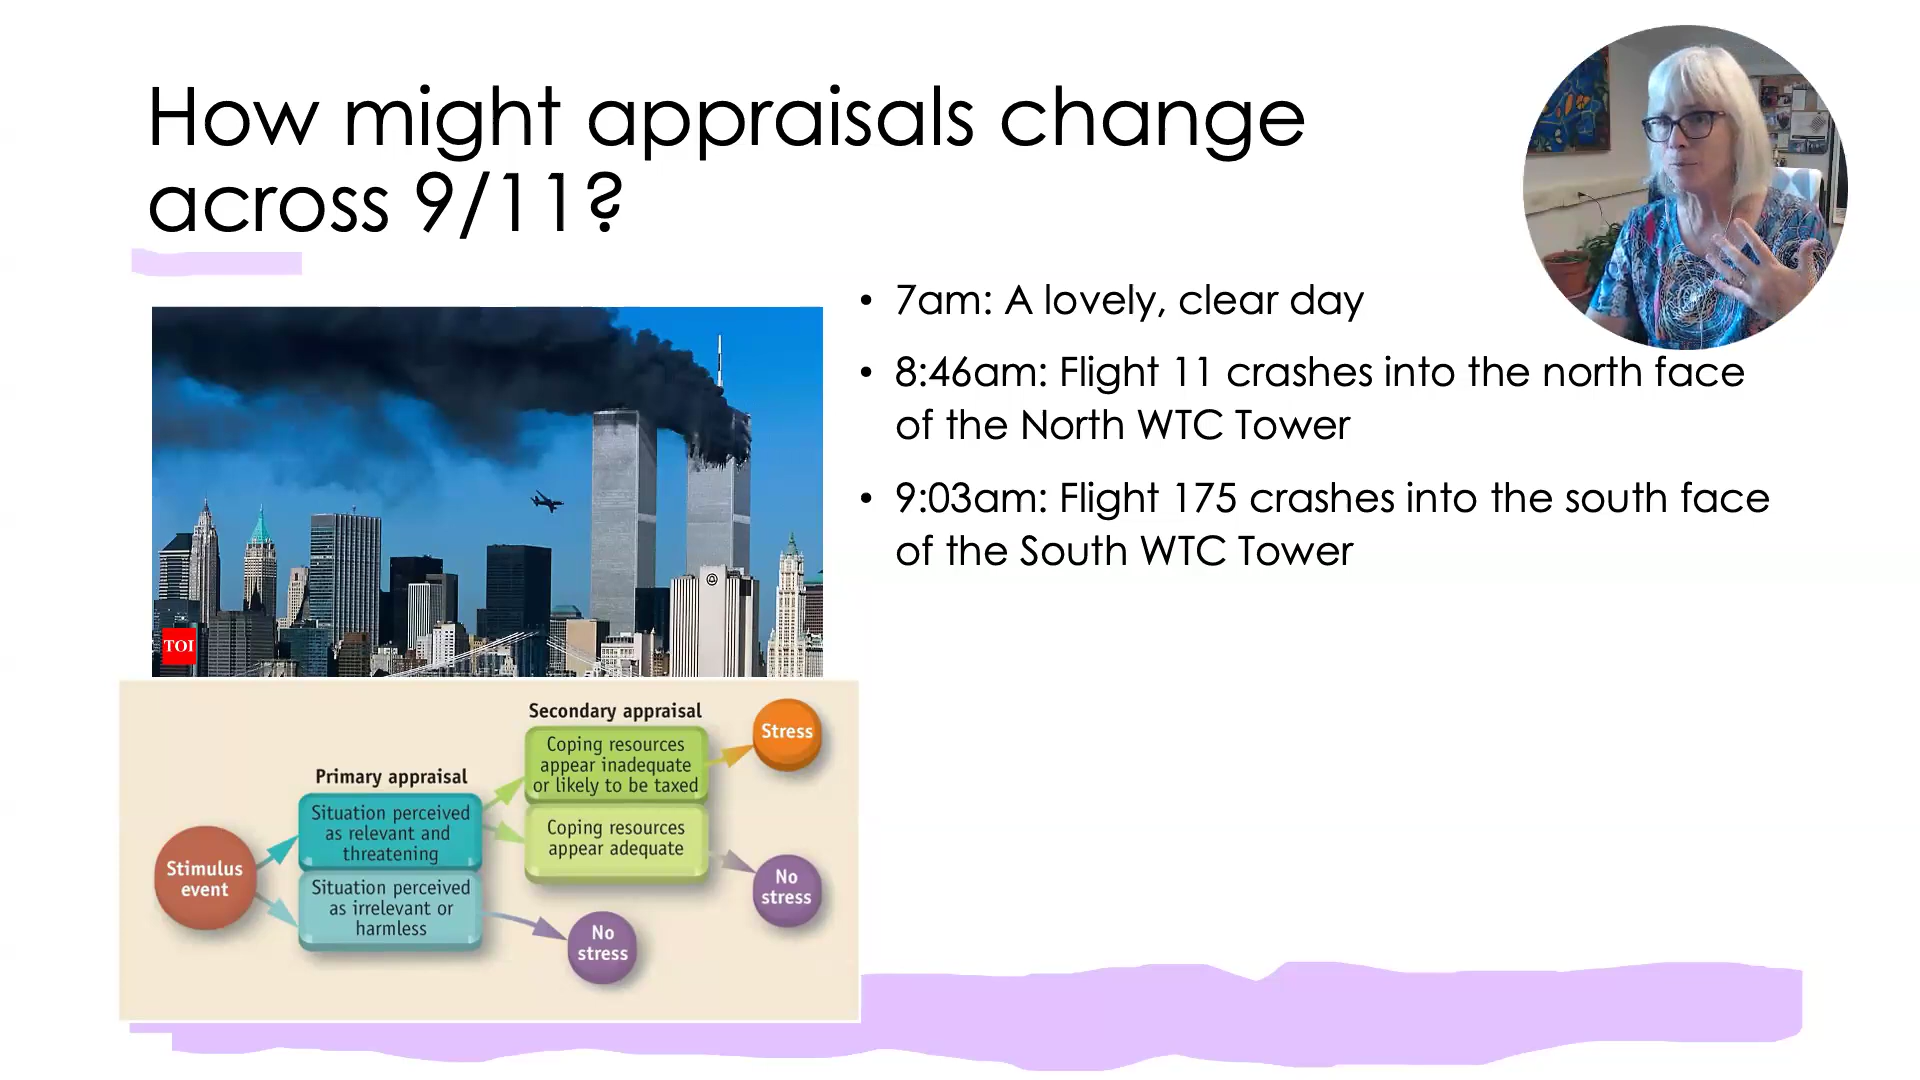 How might appraisals change
across 9/11?
• 7am: A lovely, clear day
• 8:46am: Flight 11 crashes into the north face
of the North WTC Tower
• 9:03am: Flight 175 crashes into the south face
of the South WTC Tower
TOI
Stimulus
event
Primary appraisal
Situation perceived
as relevant and
threatening
Situation perceived
as irrelevant or
harmless
Secondary appraisal
Coping resources
appear inadequate
or likely to be taxed
Coping resources
appear adequate
Stress
No
stress
No
stress